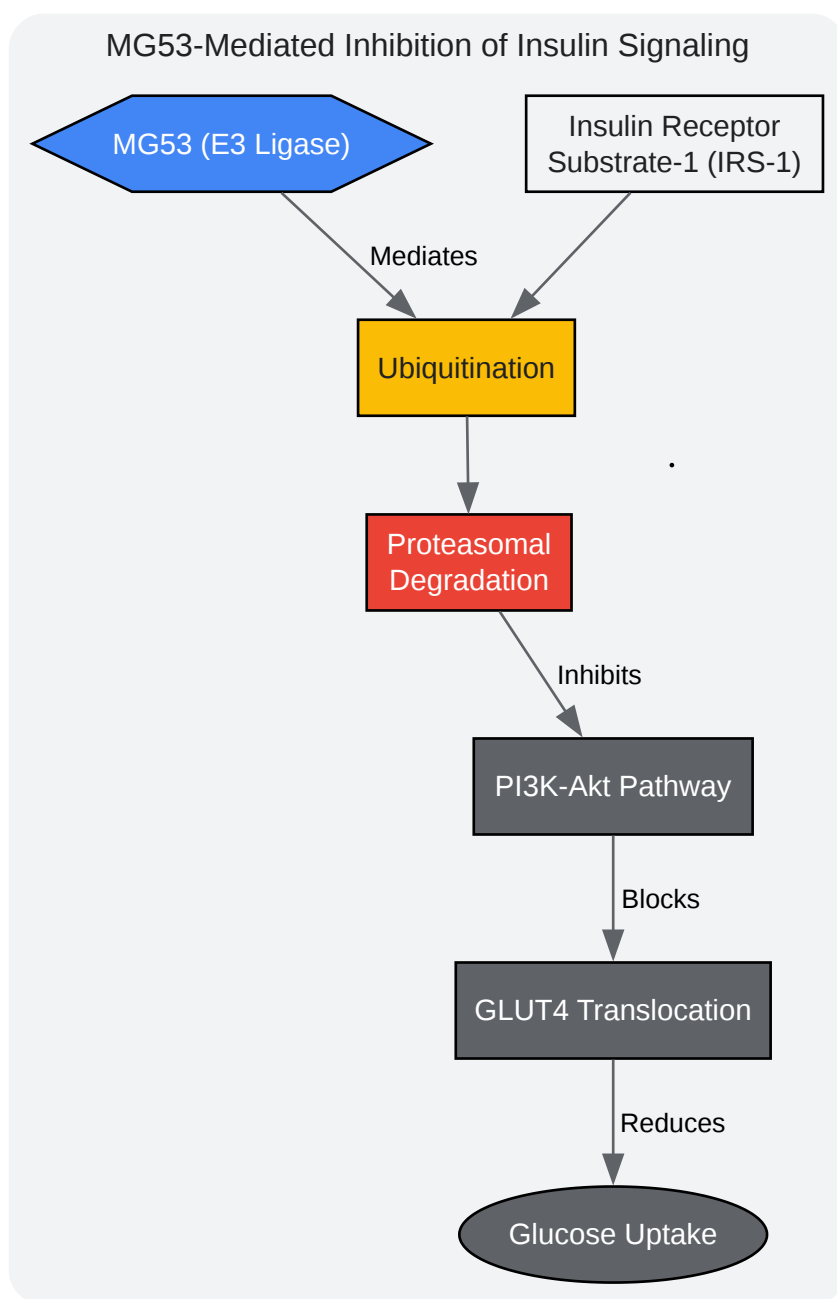 MG53-Mediated Inhibition of Insulin Signaling
MG53 (E3 Ligase)
Insulin Receptor
Substrate-1 (IRS-1)
Mediates
Ubiquitination
Proteasomal
Degradation
Inhibits
PI3K-Akt Pathway
Blocks
GLUT4 Translocation
Reduces
Glucose Uptake